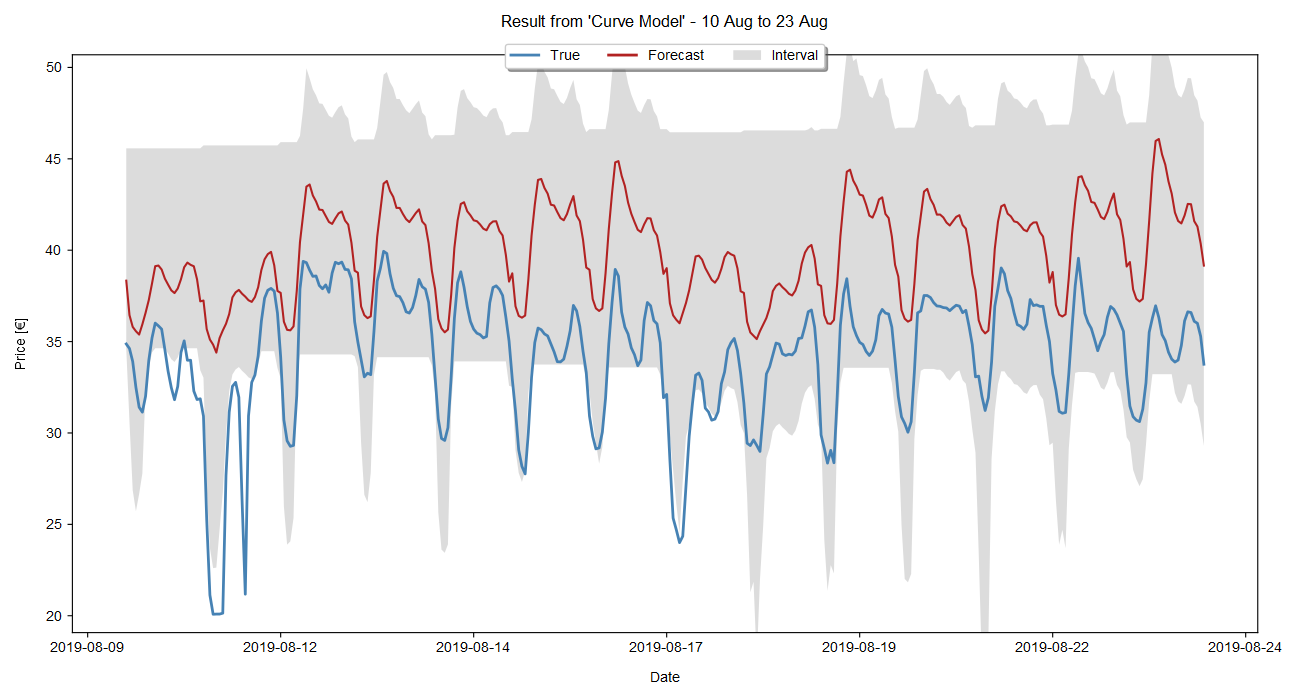 Result from 'Curve Model' - 10 Aug to 23 Aug
True Forecast Interval
50
45
40
35
30
25
20
Price [€]
2019-08-09 2019-08-12 2019-08-14 2019-08-17 2019-08-19 2019-08-22 2019-08-24
Date